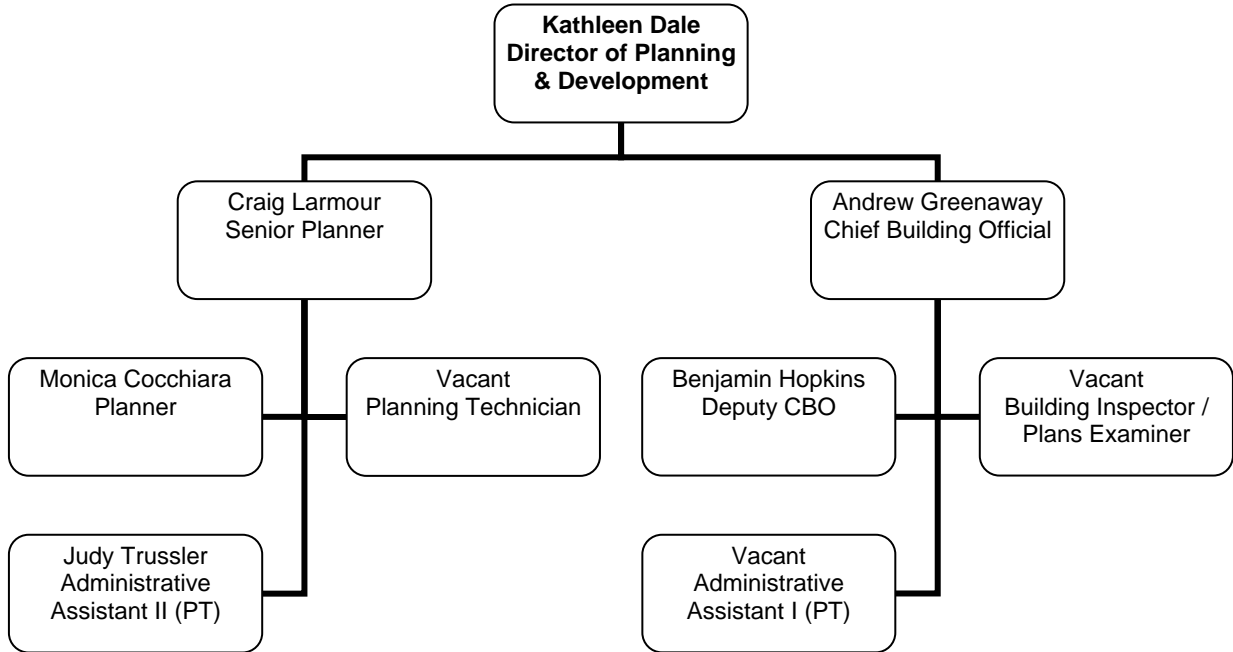 Kathleen Dale
Director of Planning
& Development
Craig Larmour
Senior Planner
Andrew Greenaway
Chief Building Official
Monica Cocchiara
Planner
Vacant
Planning Technician
Benjamin Hopkins
Deputy CBO
Vacant
Building Inspector /
Plans Examiner
Judy Trussler
Administrative
Assistant II (PT)
Vacant
Administrative
Assistant I (PT)